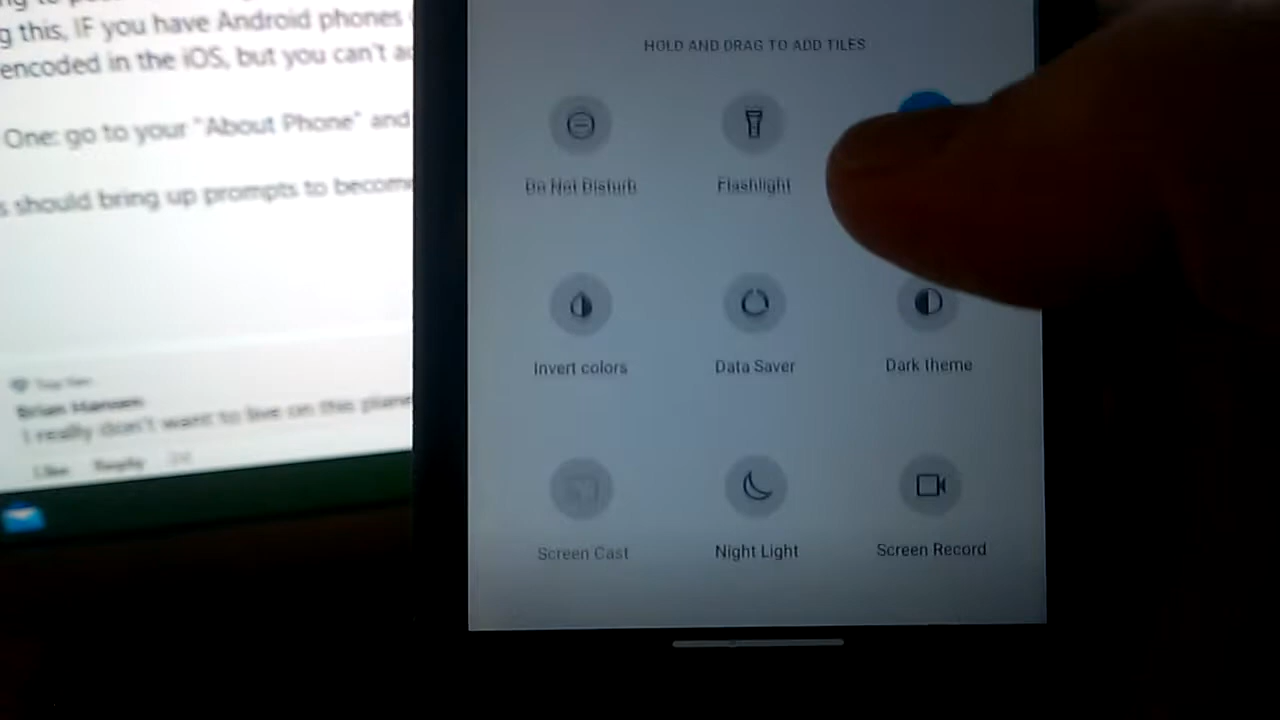 g this, IF you have Android phones
encoded in the iOS, but you can't a
One: go to your "About Phone" and
s should bring up prompts to become
Brian Hansen
I really don't want to live on this plane
Like Reply
HOLD AND DRAG TO ADD TILES
Do Not Disturb Flashlight
Invert colors Data Saver Dark theme
Screen Cast Night Light Screen Record